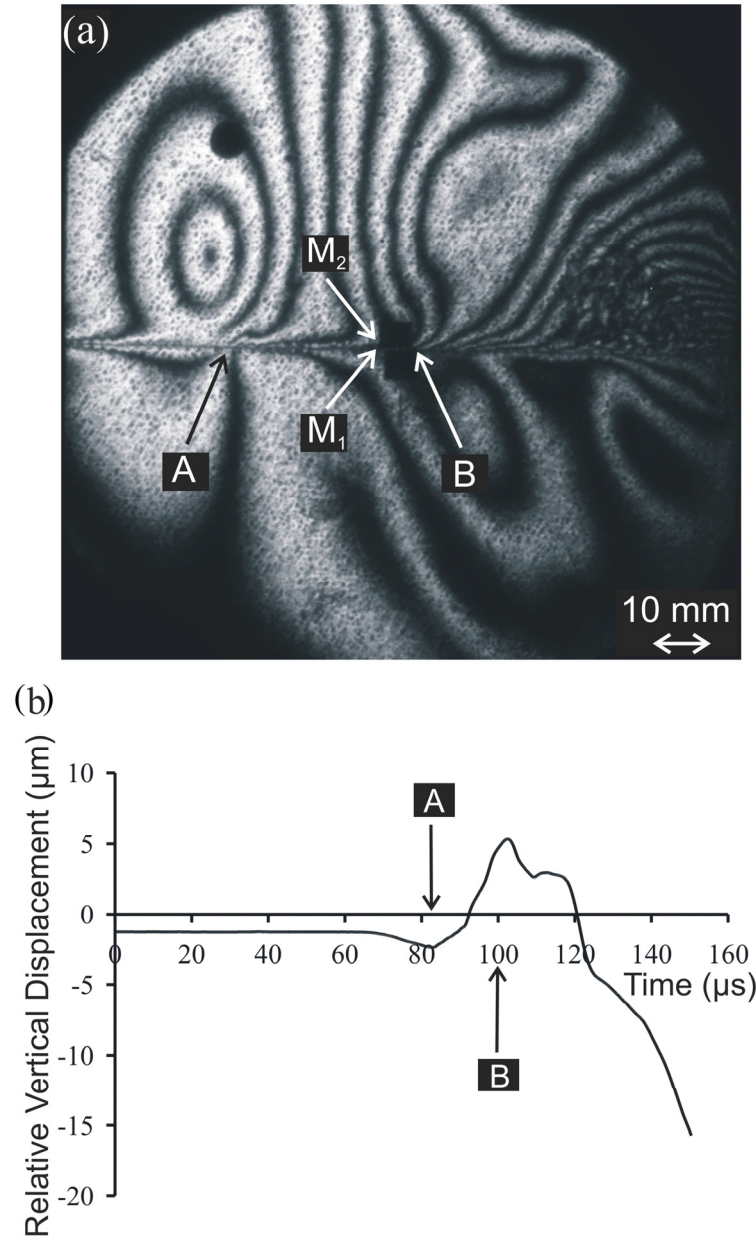 (a)
M2
M1
A
B
10 mm
(b)
Relative Vertical Displacement (μm)
10
5
0
-5
-10
-15
-20
A
0 20 40 60 80 100 120 140 160
Time (μs)
B